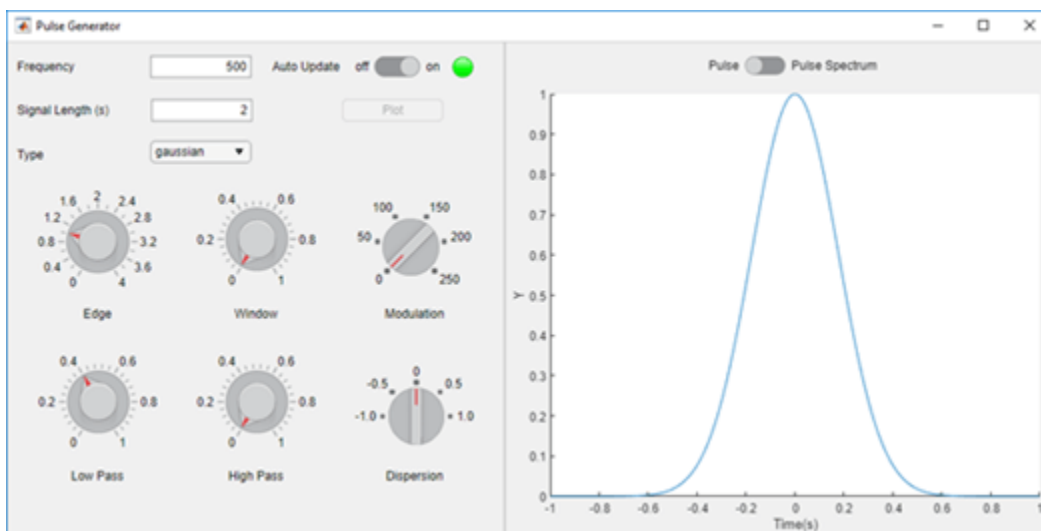 Pulse Generator
Frequency 500 Auto Update off on
Signal Length (s) 2 Plot
Type gaussian
0 0.4 0.8 1.2 1.6 2 2.4 2.8 3.2 3.6 4
Edge
0 0.2 0.4 0.6 0.8 1
Window
0 50 100 150 200 250
Modulation
0 0.2 0.4 0.6 0.8 1
Low Pass
0 0.2 0.4 0.6 0.8 1
High Pass
-1.0 -0.5 0 0.5 1.0
Dispersion
Pulse Pulse Spectrum
1
0.9
0.8
0.7
0.6
0.5
0.4
0.3
0.2
0.1
0
Y
-1 -0.8 -0.6 -0.4 -0.2 0 0.2 0.4 0.6 0.8 1
Time(s)